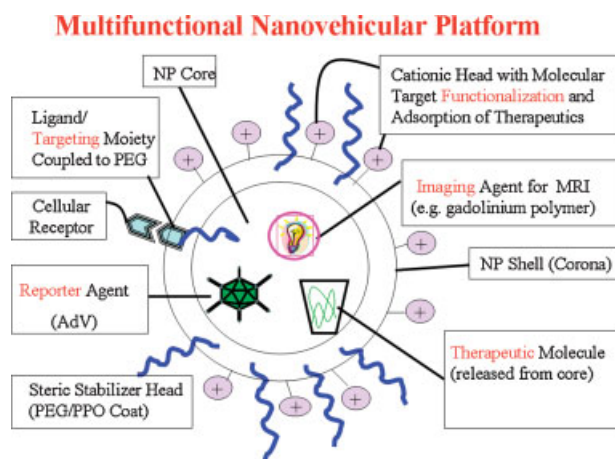 Multifunctional Nanovehicular Platform
NP Core
Ligand/
Targeting Moiety
Coupled to PEG
Cellular
Receptor
Reporter Agent
(AdV)
Steric Stabilizer Head
(PEG/PPO Coat)
Cationic Head with Molecular
Target Functionalization and
Adsorption of Therapeutics
Imaging Agent for MRI
(e.g. gadolinium polymer)
NP Shell (Corona)
Therapeutic Molecule
(released from core)
+
+
+
+
+
+
+
+
+
+